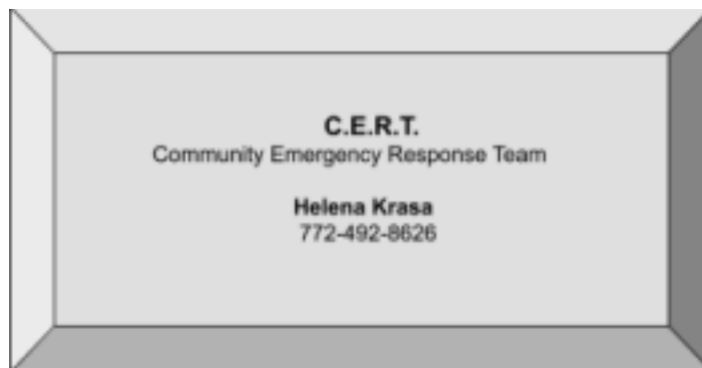 C.E.R.T.
Community Emergency Response Team
Helena Krasa
772-492-8626